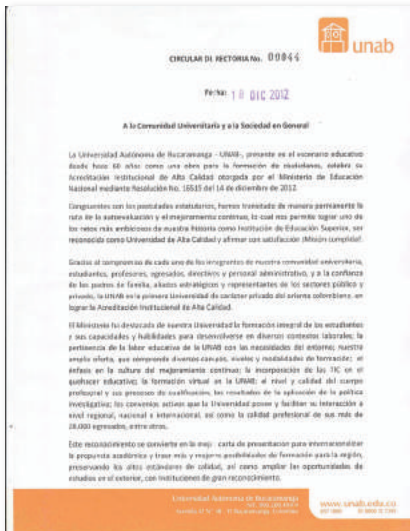 unab
CIRCULAR DE RECTORIA No. 00044
Fecha: 18 DIC 2012
A la Comunidad Universitaria y a la Sociedad en General
La Universidad Autónoma de Bucaramanga - UNAB-, presente en el escenario educativo
desde hace 60 años como una obra para la formación de ciudadanos, celebra su
Acreditación Institucional de Alta Calidad otorgada por el Ministerio de Educación
Nacional mediante Resolución No. 16515 del 14 de diciembre de 2012.
Congruentes con los postulados estatutarios, hemos transitado de manera permanente la
ruta de la autoevaluación y el mejoramiento continuo, lo cual nos permite lograr uno de
los retos más ambiciosos de nuestra historia como Institución de Educación Superior, ser
reconocida como Universidad de Alta Calidad y afirmar con satisfacción ¡Misión cumplida!.
Gracias al compromiso de cada uno de los integrantes de nuestra comunidad universitaria,
estudiantes, profesores, egresados, directivos y personal administrativo, y a la confianza
de los padres de familia, aliados estratégicos y representantes de los sectores público y
privado, la UNAB es la primera Universidad de carácter privado del oriente colombiano, en
lograr la Acreditación Institucional de Alta Calidad.
El Ministerio ha destacado de nuestra Universidad la formación integral de los estudiantes
y sus capacidades y habilidades para desenvolverse en diversos contextos laborales; la
pertinencia de la labor educativa de la UNAB con las necesidades del entorno; nuestra
amplia oferta, que comprende diversos campos, niveles y modalidades de formación; el
énfasis en la cultura del mejoramiento continuo; la incorporación de las TIC en el
quehacer educativo; la formación virtual en la UNAB; el nivel y calidad del cuerpo
profesoral y sus procesos de cualificación, los resultados de la aplicación de la política
investigativa; los convenios activos que la Universidad posee y facilitan su interacción a
nivel regional, nacional e internacional, así como la calidad profesional de sus más de
28.000 egresados, entre otros.
Este reconocimiento se convierte en la mejor carta de presentación para internacionalizar
la propuesta académica y traer más y mejores posibilidades de formación para la región,
preservando los altos estándares de calidad, así como ampliar las oportunidades de
estudios en el exterior, con instituciones de gran reconocimiento.
Universidad Autónoma de Bucaramanga
www.unab.edu.co